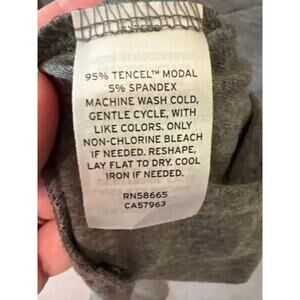 95% TENCEL™ MODAL
5% SPANDEX
MACHINE WASH COLD,
GENTLE CYCLE, WITH
LIKE COLORS. ONLY
NON-CHLORINE BLEACH
IF NEEDED. RESHAPE,
LAY FLAT TO DRY. COOL
IRON IF NEEDED.
RN58665
CA57963